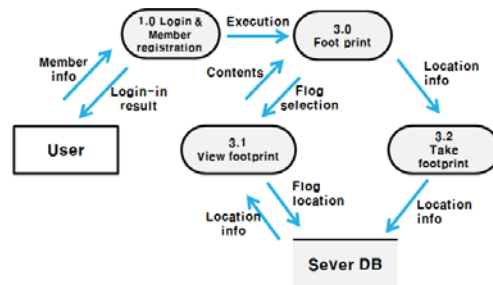 1.0 Login &
Member
registration
Execution
3.0
Foot print
Member
info
Login-in
result
Contents
Flog
selection
Location
info
User
3.1
View footprint
3.2
Take
footprint
Location
info
Flog
location
Location
info
Sever DB